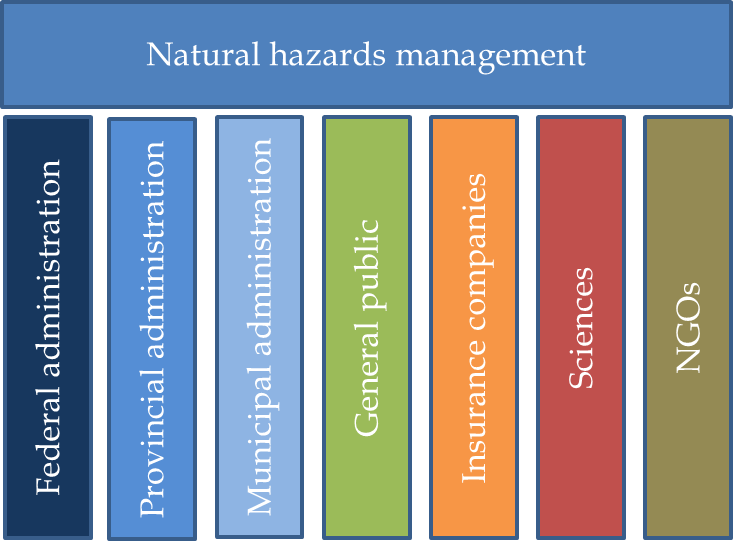 Natural hazards management
Federal administration
Provincial administration
Municipal administration
General public
Insurance companies
Sciences
NGOs